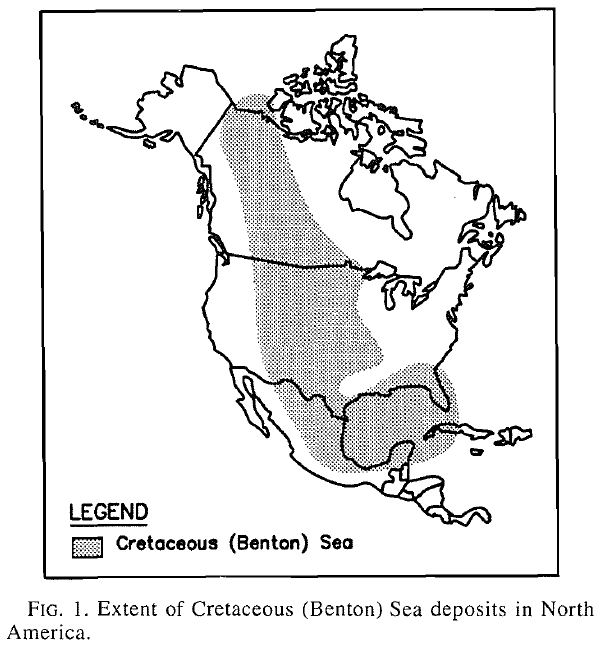 LEGEND
Cretaceous (Benton) Sea
FIG. 1. Extent of Cretaceous (Benton) Sea deposits in North
America.